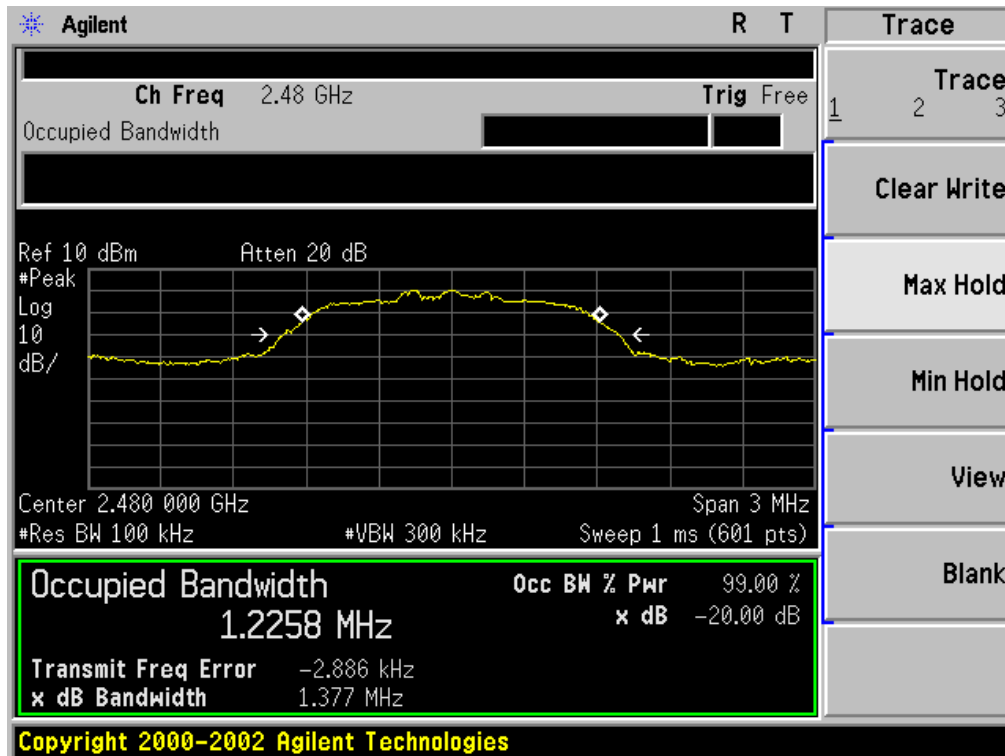 Agilent R T Trace
Ch Freq 2.48 GHz Trig Free
Occupied Bandwidth
Trace
1 2 3
Clear Write
Max Hold
Min Hold
View
Blank
Ref 10 dBm Atten 20 dB
#Peak
Log
10
dB/
Center 2.480 000 GHz Span 3 MHz
#Res BW 100 kHz #VBW 300 kHz Sweep 1 ms (601 pts)
Occupied Bandwidth Occ BW % Pwr 99.00 %
1.2258 MHz x dB -20.00 dB
Transmit Freq Error -2.886 kHz
x dB Bandwidth 1.377 MHz
Copyright 2000-2002 Agilent Technologies